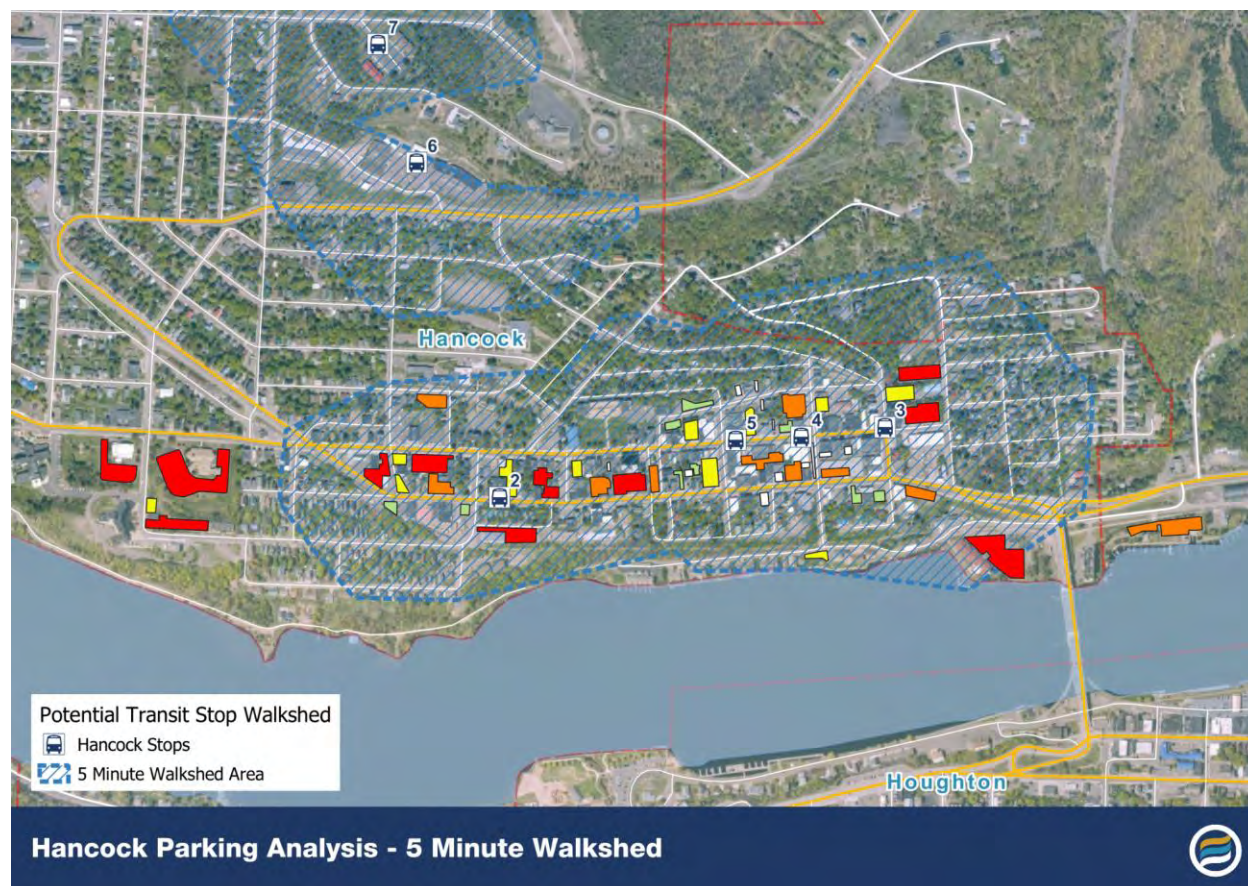 7
6
Hancock
3
4
5
2
Potential Transit Stop Walkshed
Hancock Stops
5 Minute Walkshed Area
Houghton
Hancock Parking Analysis - 5 Minute Walkshed